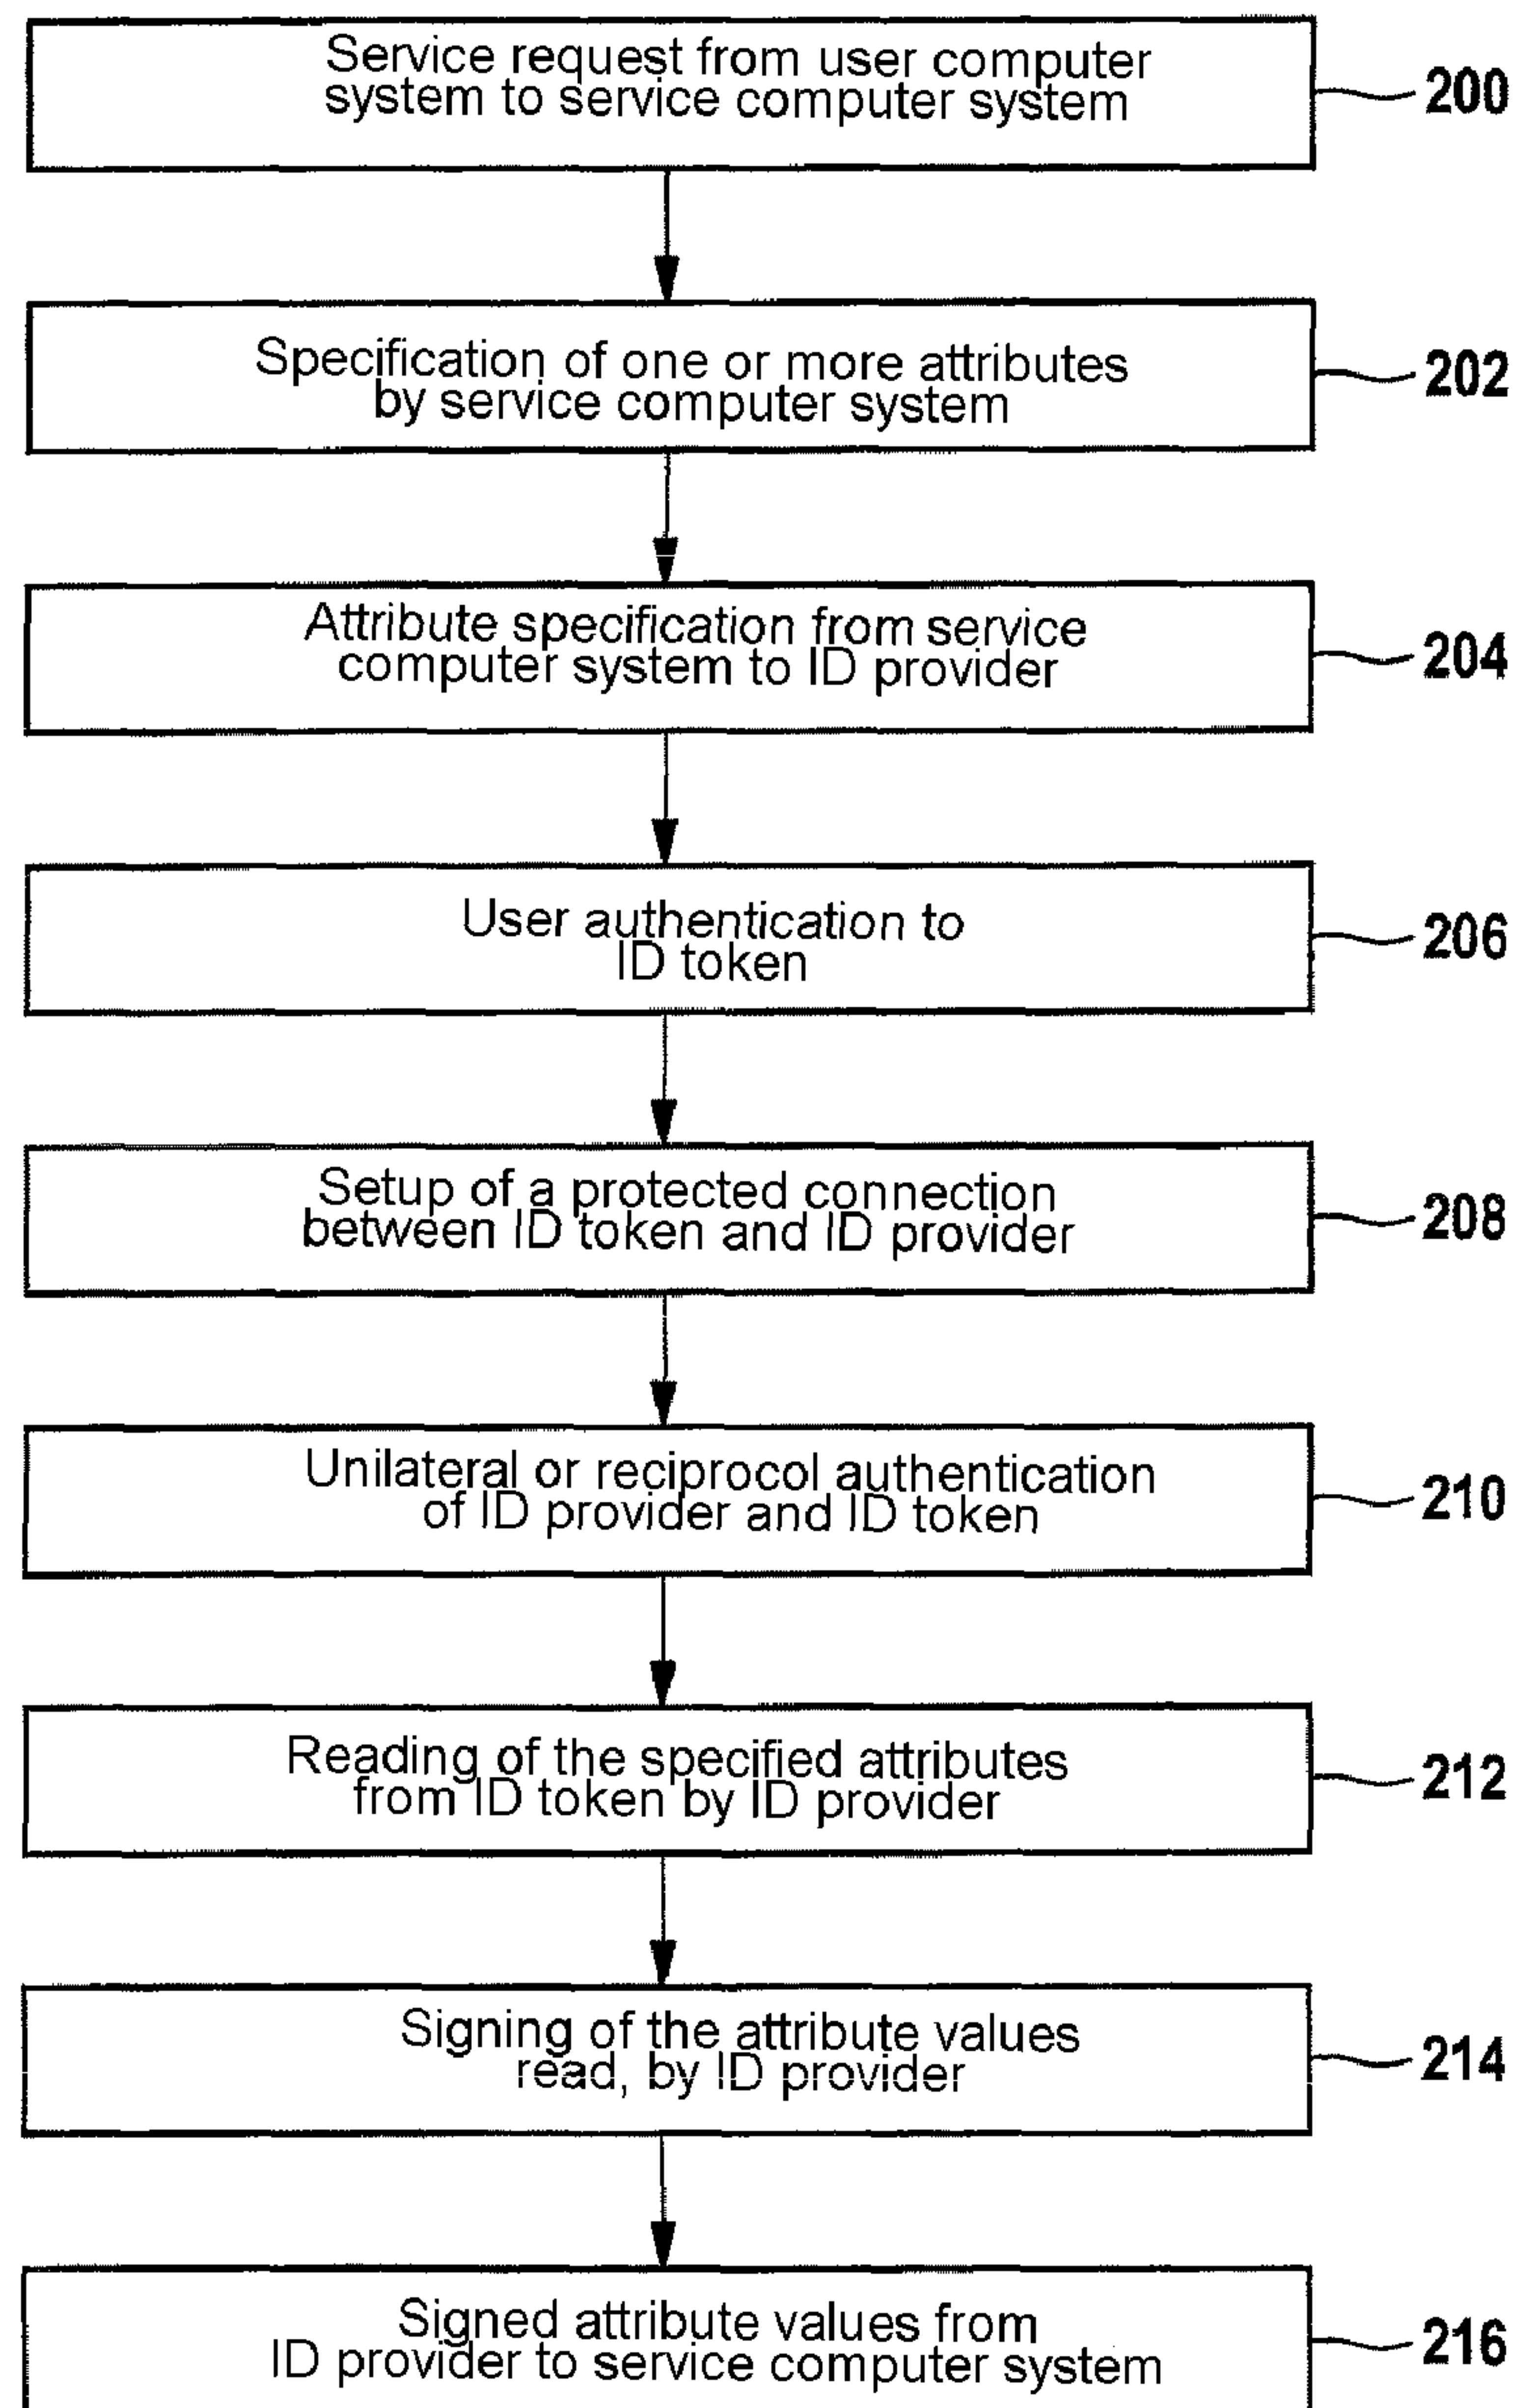 Service request from user computer
system to service computer system
200
Specification of one or more attributes
by service computer system
202
Attribute specification from service
computer system to ID provider
204
User authentication to
ID token
206
Setup of a protected connection
between ID token and ID provider
208
Unilateral or reciprocol authentication
of ID provider and ID token
210
Reading of the specified attributes
from ID token by ID provider
212
Signing of the attribute values
read, by ID provider
214
Signed attribute values from
ID provider to service computer system
216